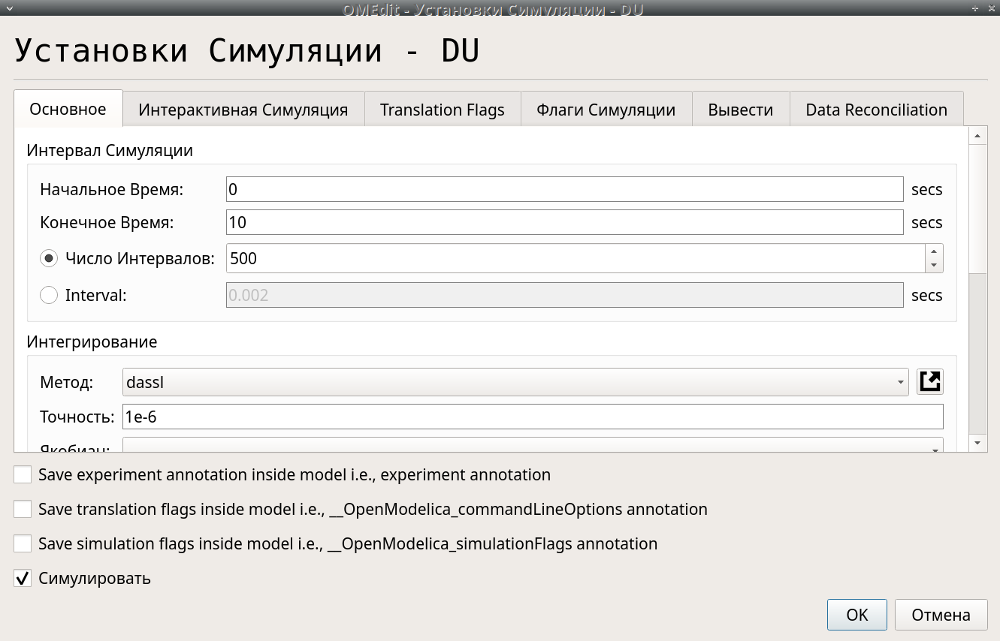 OMEdit - Установки Симуляции - DU
Установки Симуляции - DU
Основное Интерактивная Симуляция Translation Flags Флаги Симуляции Вывести Data Reconciliation
Интервал Симуляции
Начальное Время: 0 secs
Конечное Время: 10 secs
Число Интервалов: 500
Interval: 0.002 secs
Интегрирование
Метод: dassl
Точность: 1e-6
Якобиан:
Save experiment annotation inside model i.e., experiment annotation
Save translation flags inside model i.e., __OpenModelica_commandLineOptions annotation
Save simulation flags inside model i.e., __OpenModelica_simulationFlags annotation
Симулировать
OK Отмена